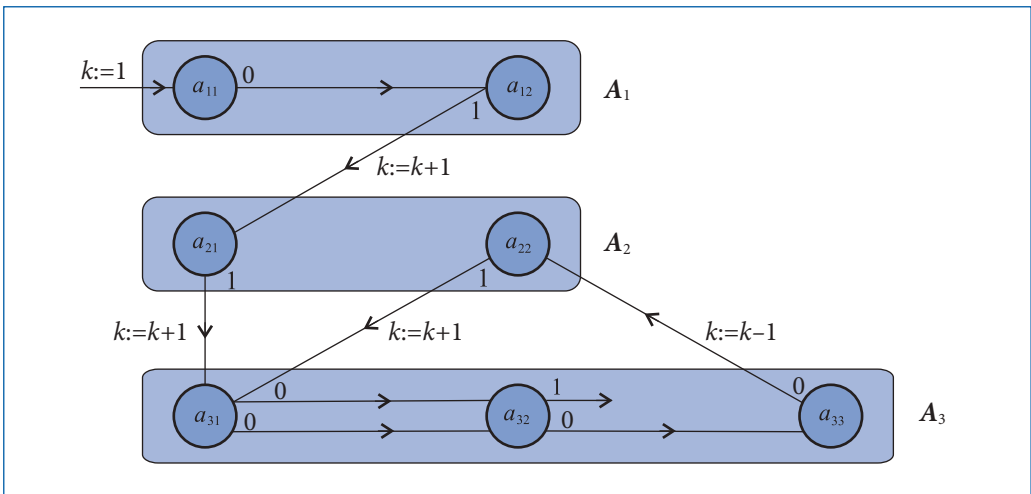 k:=1
a₁₁ 0 a₁₂ A₁
1
k:=k+1
a₂₁ a₂₂ A₂
1 1
k:=k+1 k:=k+1 k:=k–1
0 1 0
a₃₁ a₃₂ a₃₃ A₃
0 0